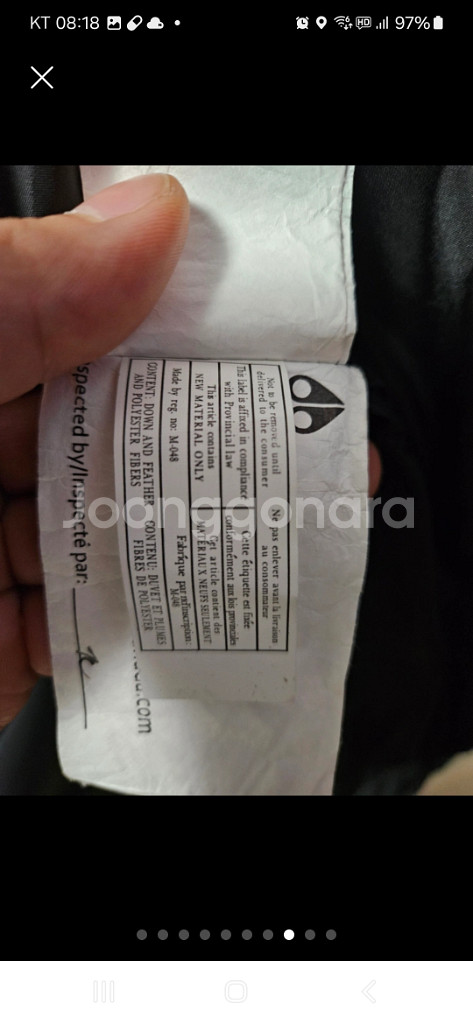 KT 08:18
HD
97%
Not to be removed until
delivered to the consumer
Ne pas enlever avant la livraison
au consommateur
This label is affixed in compliance
with Provincial law
Cette étiquette est fixée
conformément aux lois provinciales
This article contains
NEW MATERIAL ONLY
Cet article contient des
MATÉRIAUX NEUFS SEULEMENT
Made by reg. no: M-048
Fabriqué par
M-048
CONTENT: DOWN AND FEATHER
AND POLYESTER FIBERS
CONTENU: DUVET ET PLUMES
FIBRES DE POLYESTER
spected by/Inspecté par:
.com
Joonggonara